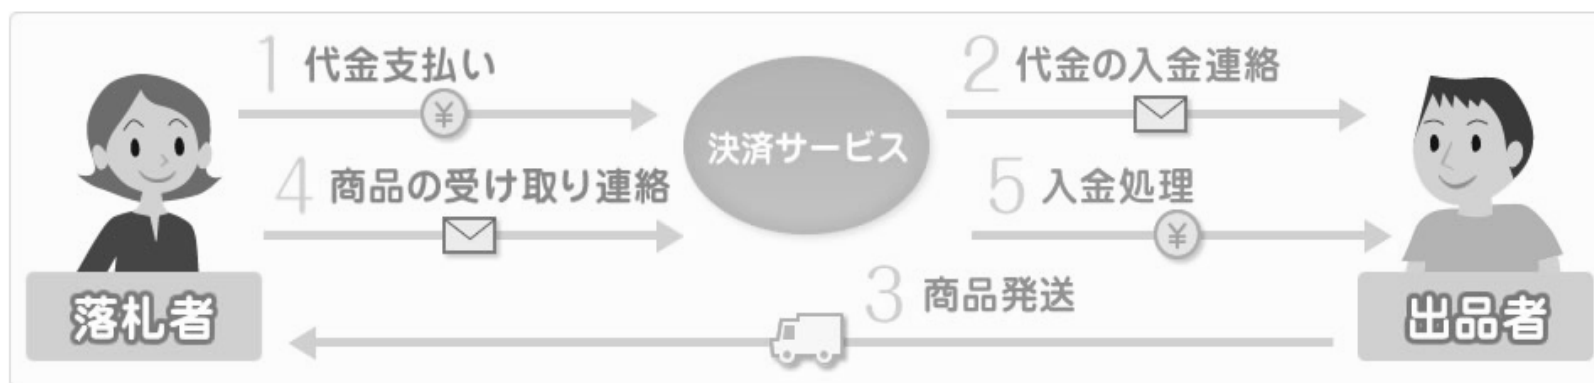 1 代金支払い
2 代金の入金連絡
¥
決済サービス
4 商品の受け取り連絡
5 入金処理
¥
3 商品発送
落札者
出品者